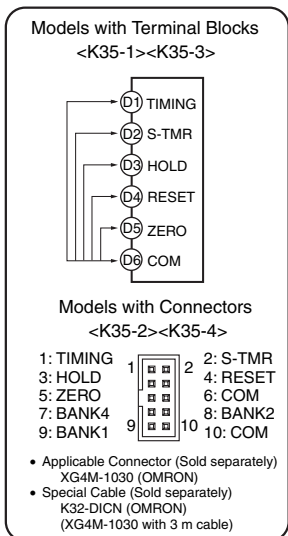 Models with Terminal Blocks
<K35-1><K35-3>
D1 TIMING
D2 S-TMR
D3 HOLD
D4 RESET
D5 ZERO
D6 COM
Models with Connectors
<K35-2><K35-4>
1: TIMING 1 2 2: S-TMR
3: HOLD 4: RESET
5: ZERO 6: COM
7: BANK4 8: BANK2
9: BANK1 9 10 10: COM
• Applicable Connector (Sold separately)
XG4M-1030 (OMRON)
• Special Cable (Sold separately)
K32-DICN (OMRON)
(XG4M-1030 with 3 m cable)